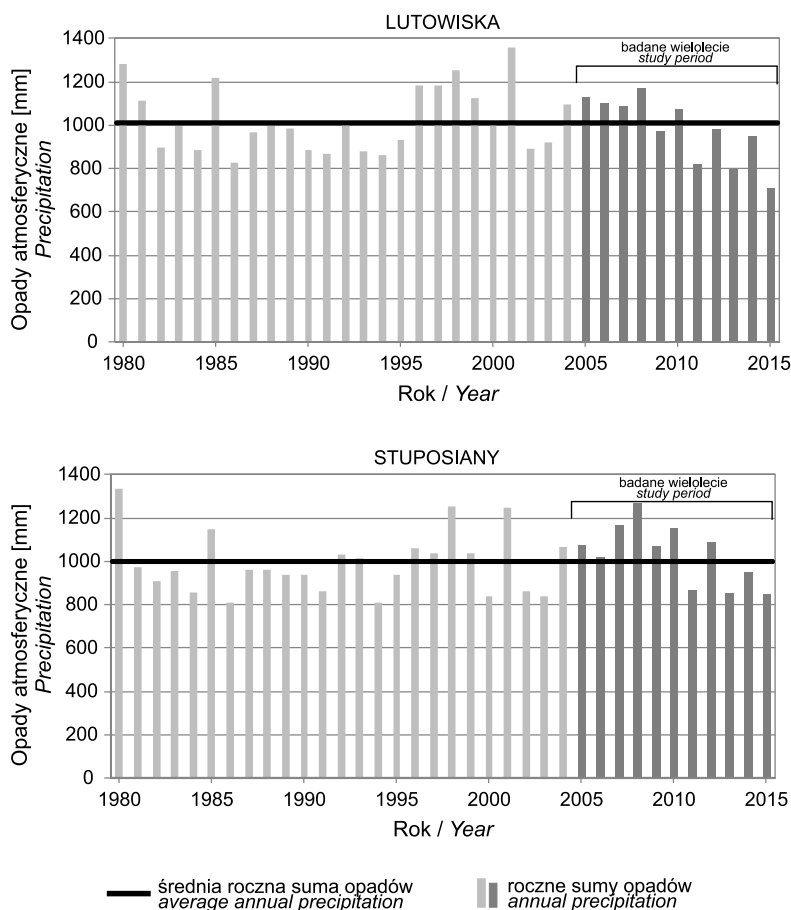 LUTOWISKA
Opady atmosferyczne [mm]
Precipitation
1400
1200
1000
800
600
400
200
0
badane wielolecie
study period
1980 1985 1990 1995 2000 2005 2010 2015
Rok / Year
STUPOSIANY
Opady atmosferyczne [mm]
Precipitation
1400
1200
1000
800
600
400
200
0
badane wielolecie
study period
1980 1985 1990 1995 2000 2005 2010 2015
Rok / Year
średnia roczna suma opadów
average annual precipitation
roczne sumy opadów
annual precipitation